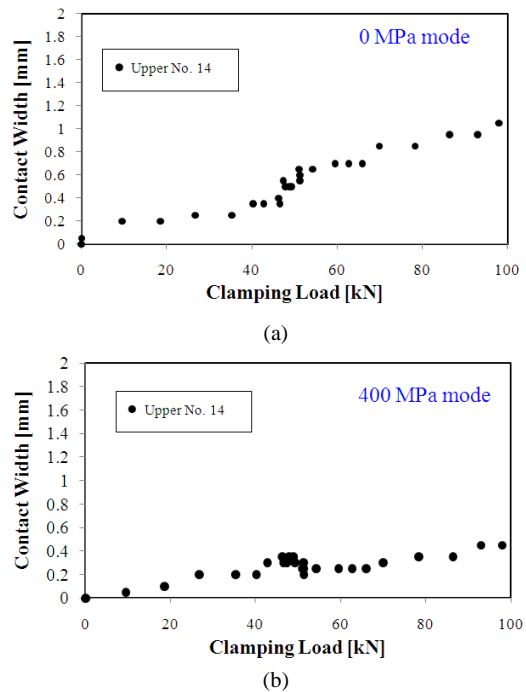 2
1.8
1.6
1.4
1.2
1
0.8
0.6
0.4
0.2
0
Contact Width [mm]
Upper No. 14
0 MPa mode
0 20 40 60 80 100
Clamping Load [kN]
(a)
2
1.8
1.6
1.4
1.2
1
0.8
0.6
0.4
0.2
0
Contact Width [mm]
Upper No. 14
400 MPa mode
0 20 40 60 80 100
Clamping Load [kN]
(b)